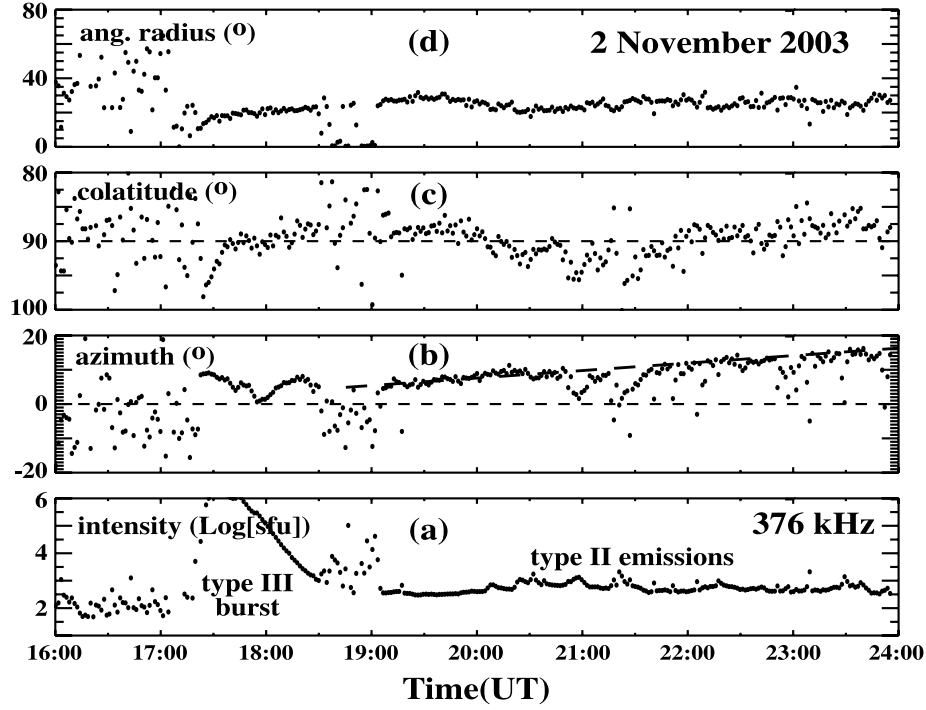 80
ang. radius (o)
(d)
2 November 2003
40
0
80
colatitude (o)
(c)
90
100
20
azimuth (o)
(b)
0
-20
6
intensity (Log[sfu])
(a)
376 kHz
4
type III
burst
type II emissions
2
16:00 17:00 18:00 19:00 20:00 21:00 22:00 23:00 24:00
Time(UT)